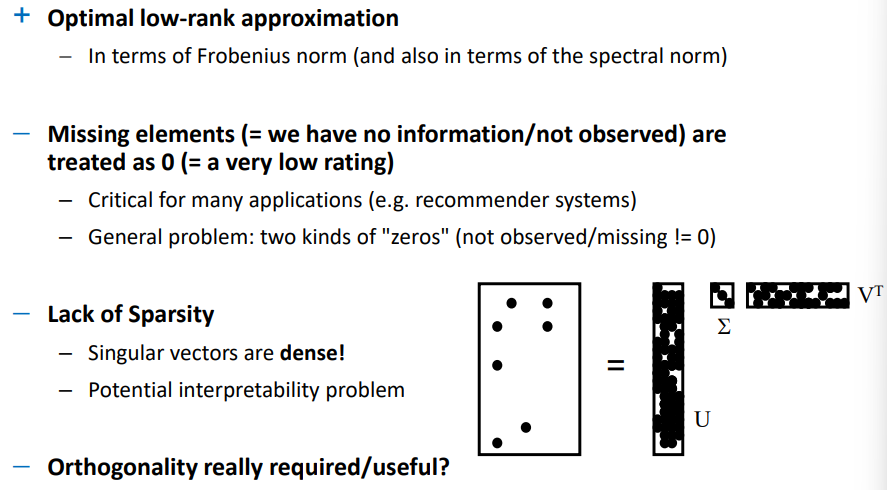 + Optimal low-rank approximation
– In terms of Frobenius norm (and also in terms of the spectral norm)
– Missing elements (= we have no information/not observed) are
treated as 0 (= a very low rating)
– Critical for many applications (e.g. recommender systems)
– General problem: two kinds of "zeros" (not observed/missing != 0)
– Lack of Sparsity
– Singular vectors are dense!
– Potential interpretability problem
=
Σ
Vᵀ
U
– Orthogonality really required/useful?